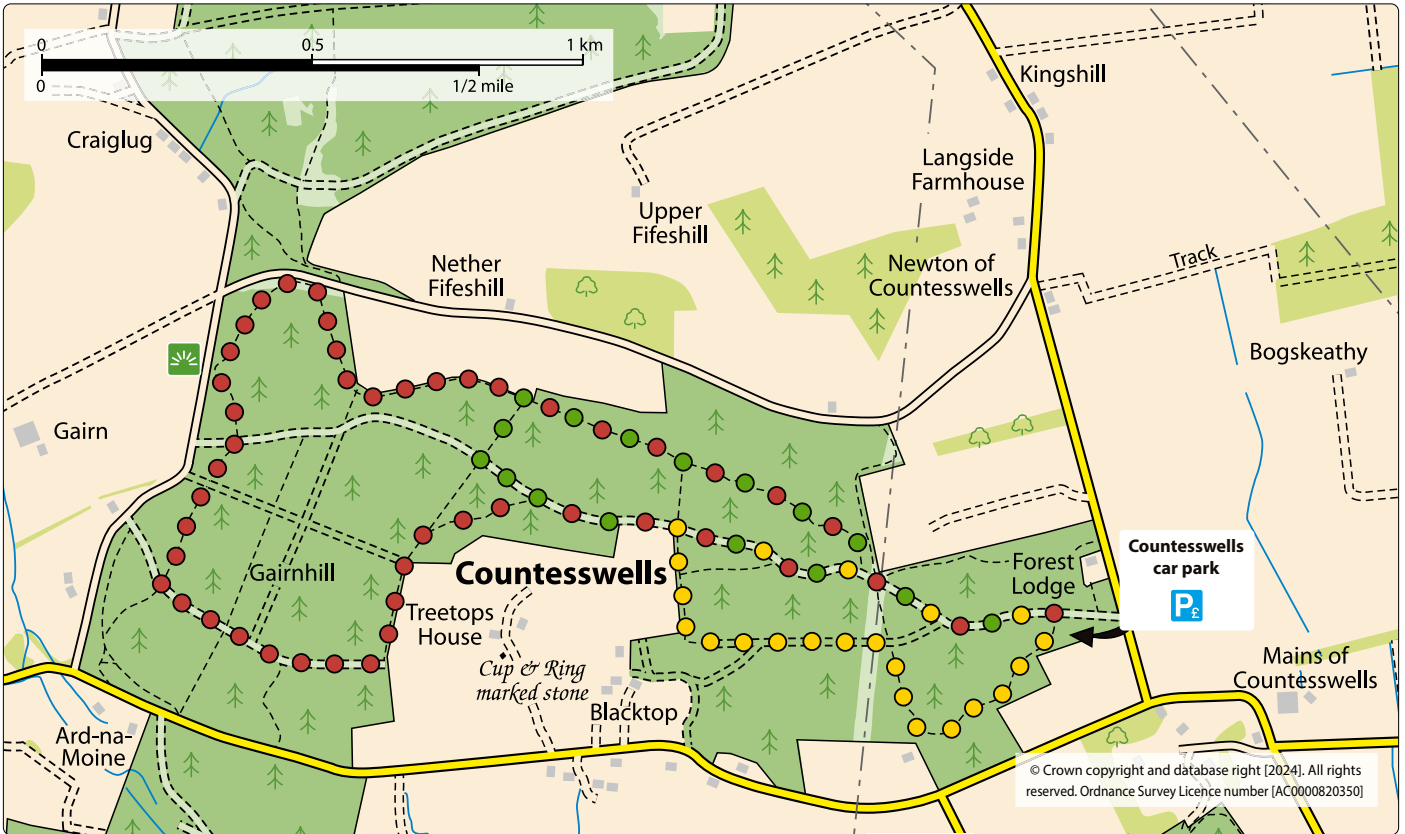 0
0.5
1 km
0
1/2 mile
Kingshill
Craiglug
Langside
Farmhouse
Upper
Fifeshill
Nether
Fifeshill
Newton of
Countesswells
Track
Bogskeathy
Gairn
Countesswells
car park
P£
Forest
Lodge
Gairnhill
Countesswells
Treetops
House
Cup & Ring
marked stone
Mains of
Countesswells
Blacktop
Ard-na-
Moine
© Crown copyright and database right [2024]. All rights
reserved. Ordnance Survey Licence number [AC0000820350]